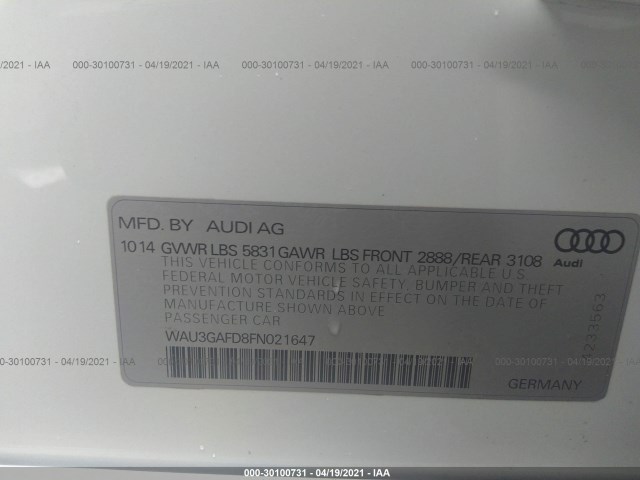 2021 - IAA 000-30100731 - 04/19/2021 - IAA 000-30100731 - 04/19/2021 - IAA 000-30100731 - 04/19/2021
MFD. BY AUDI AG
1014 GVWR LBS 5831 GAWR LBS FRONT 2888/REAR 3108
Audi
THIS VEHICLE CONFORMS TO ALL APPLICABLE U.S.
FEDERAL MOTOR VEHICLE SAFETY, BUMPER AND THEFT
PREVENTION STANDARDS IN EFFECT ON THE DATE OF
MANUFACTURE SHOWN ABOVE
PASSENGER CAR
233563
WAU3GAFD8FN021647
/2021 - IAA 000-30100731 - 04/19/2021 - IAA 000-30100731 - 04/19/2021 - IAA 000-30100731 - 04/19/2021
GERMANY
000-30100731 - 04/19/2021 - IAA